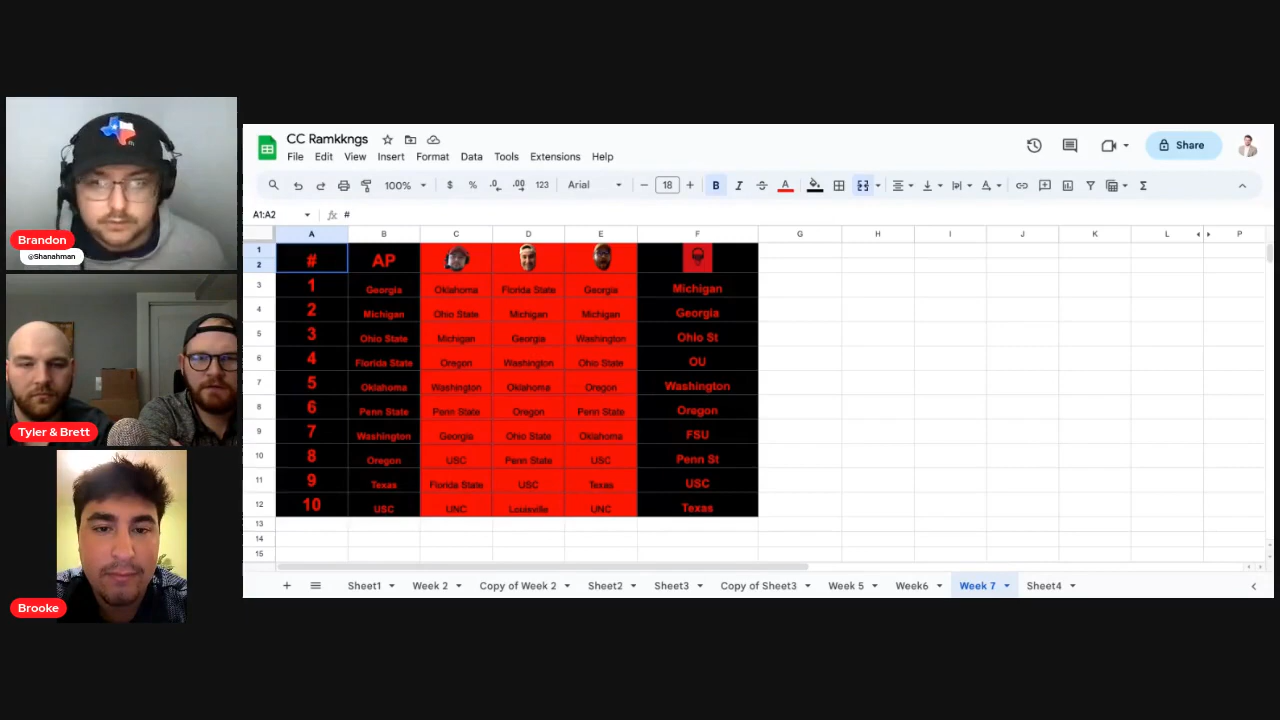 Brandon
@Shanahman
Tyler & Brett
Brooke
CC Ramkkngs
File Edit View Insert Format Data Tools Extensions Help
Share
100% $ % .0 .00 123 Arial 18 B I A
A1:A2 fx #
A B C D E F G H I J K L P
1 2 # AP
3 1 Georgia Oklahoma Florida State Georgia Michigan
4 2 Michigan Ohio State Michigan Michigan Georgia
5 3 Ohio State Michigan Georgia Washington Ohio St
6 4 Florida State Oregon Washington Ohio State OU
7 5 Oklahoma Washington Oklahoma Oregon Washington
8 6 Penn State Penn State Oregon Penn State Oregon
9 7 Washington Georgia Ohio State Oklahoma FSU
10 8 Oregon USC Penn State USC Penn St
11 9 Texas Florida State USC Texas USC
12 10 USC UNC Louisville UNC Texas
13
14
15
Sheet1 Week 2 Copy of Week 2 Sheet2 Sheet3 Copy of Sheet3 Week 5 Week6 Week 7 Sheet4